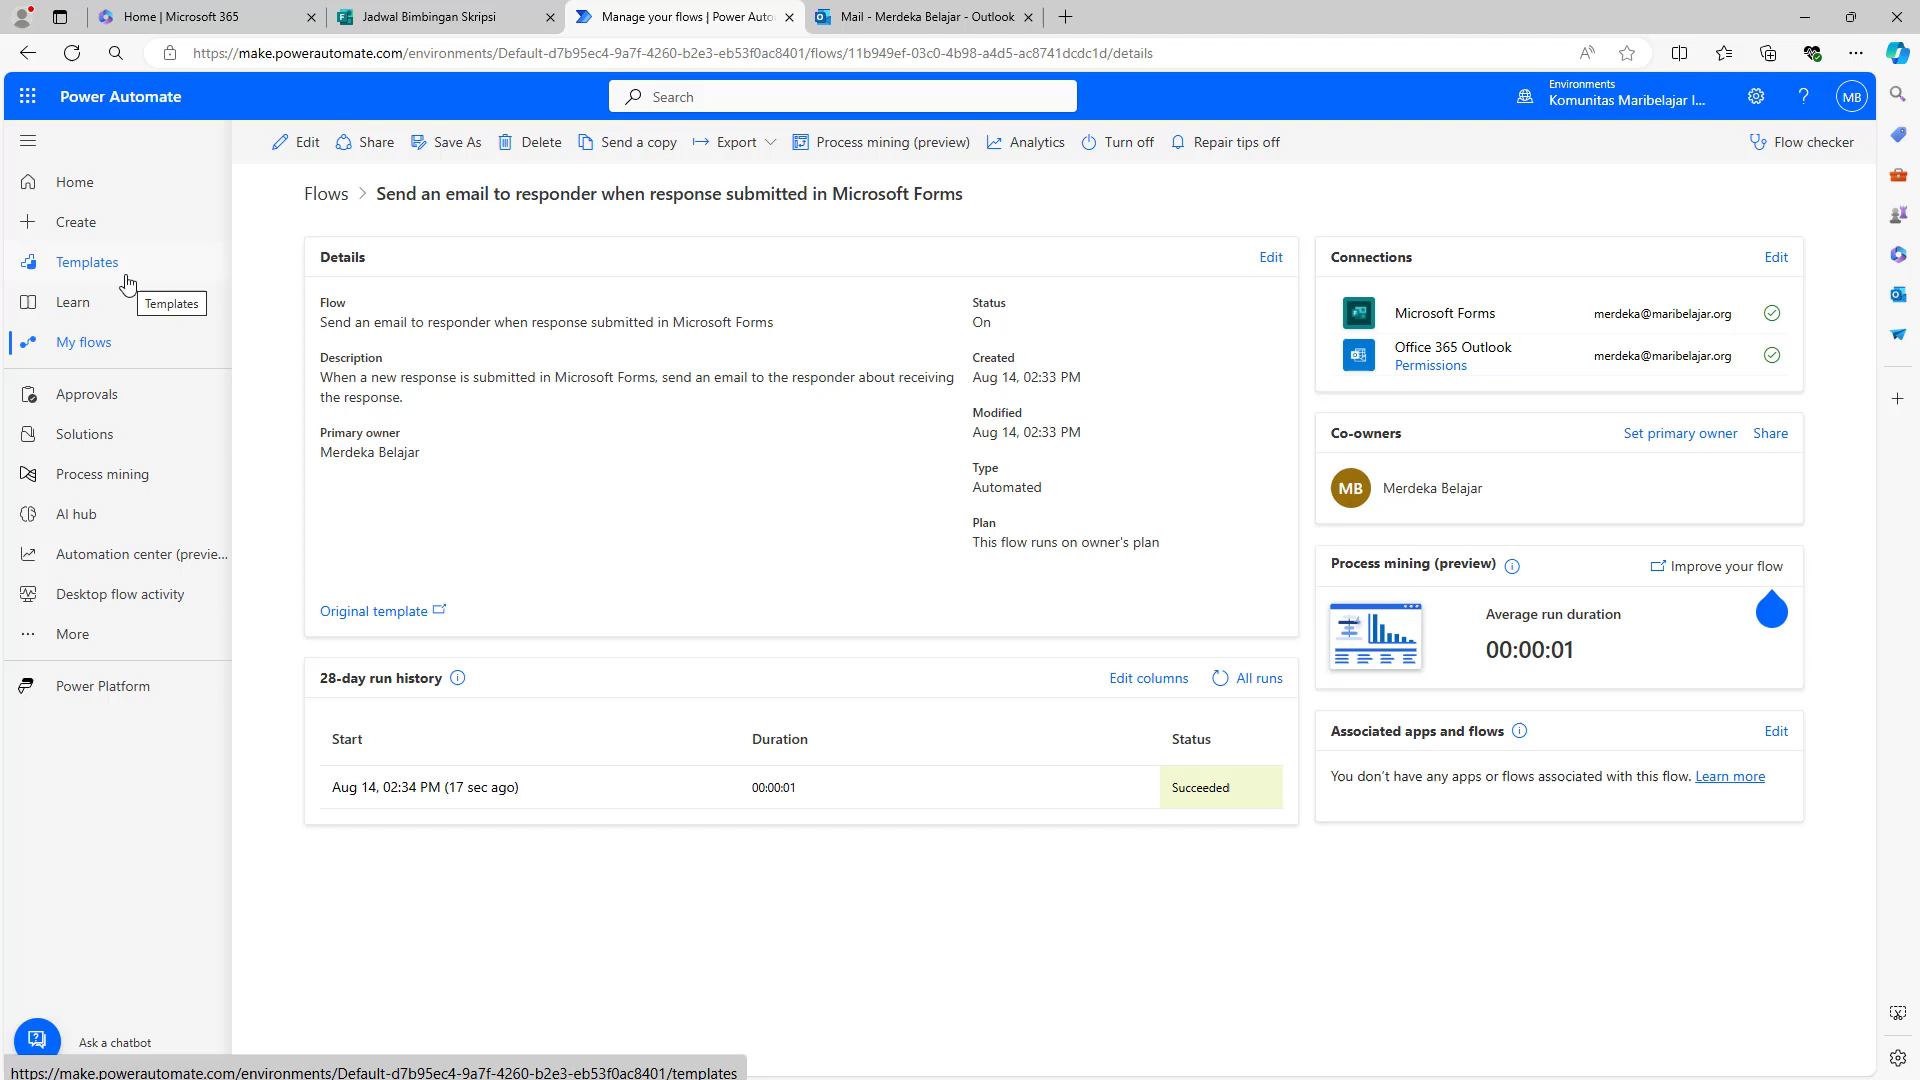 Home | Microsoft 365
Jadwal Bimbingan Skripsi
Manage your flows | Power Auto
Mail - Merdeka Belajar - Outlook
https://make.powerautomate.com/environments/Default-d7b95ec4-9a7f-4260-b2e3-eb53f0ac8401/flows/11b949ef-03c0-4b98-a4d5-ac8741dcdc1d/details
Power Automate
Search
Environments
Komunitas Maribelajar I...
MB
Edit
Share
Save As
Delete
Send a copy
Export
Process mining (preview)
Analytics
Turn off
Repair tips off
Flow checker
Home
Create
Templates
Templates
Learn
My flows
Approvals
Solutions
Process mining
AI hub
Automation center (previe...
Desktop flow activity
More
Power Platform
Ask a chatbot
Flows > Send an email to responder when response submitted in Microsoft Forms
Details
Edit
Flow
Send an email to responder when response submitted in Microsoft Forms
Description
When a new response is submitted in Microsoft Forms, send an email to the responder about receiving
the response.
Primary owner
Merdeka Belajar
Status
On
Created
Aug 14, 02:33 PM
Modified
Aug 14, 02:33 PM
Type
Automated
Plan
This flow runs on owner's plan
Original template
28-day run history
Edit columns
All runs
Start
Duration
Status
Aug 14, 02:34 PM (17 sec ago)
00:00:01
Succeeded
Connections
Edit
Microsoft Forms
merdeka@maribelajar.org
Office 365 Outlook
Permissions
merdeka@maribelajar.org
Co-owners
Set primary owner
Share
MB
Merdeka Belajar
Process mining (preview)
Improve your flow
Average run duration
00:00:01
Associated apps and flows
Edit
You don't have any apps or flows associated with this flow. Learn more
https://make.powerautomate.com/environments/Default-d7b95ec4-9a7f-4260-b2e3-eb53f0ac8401/templates